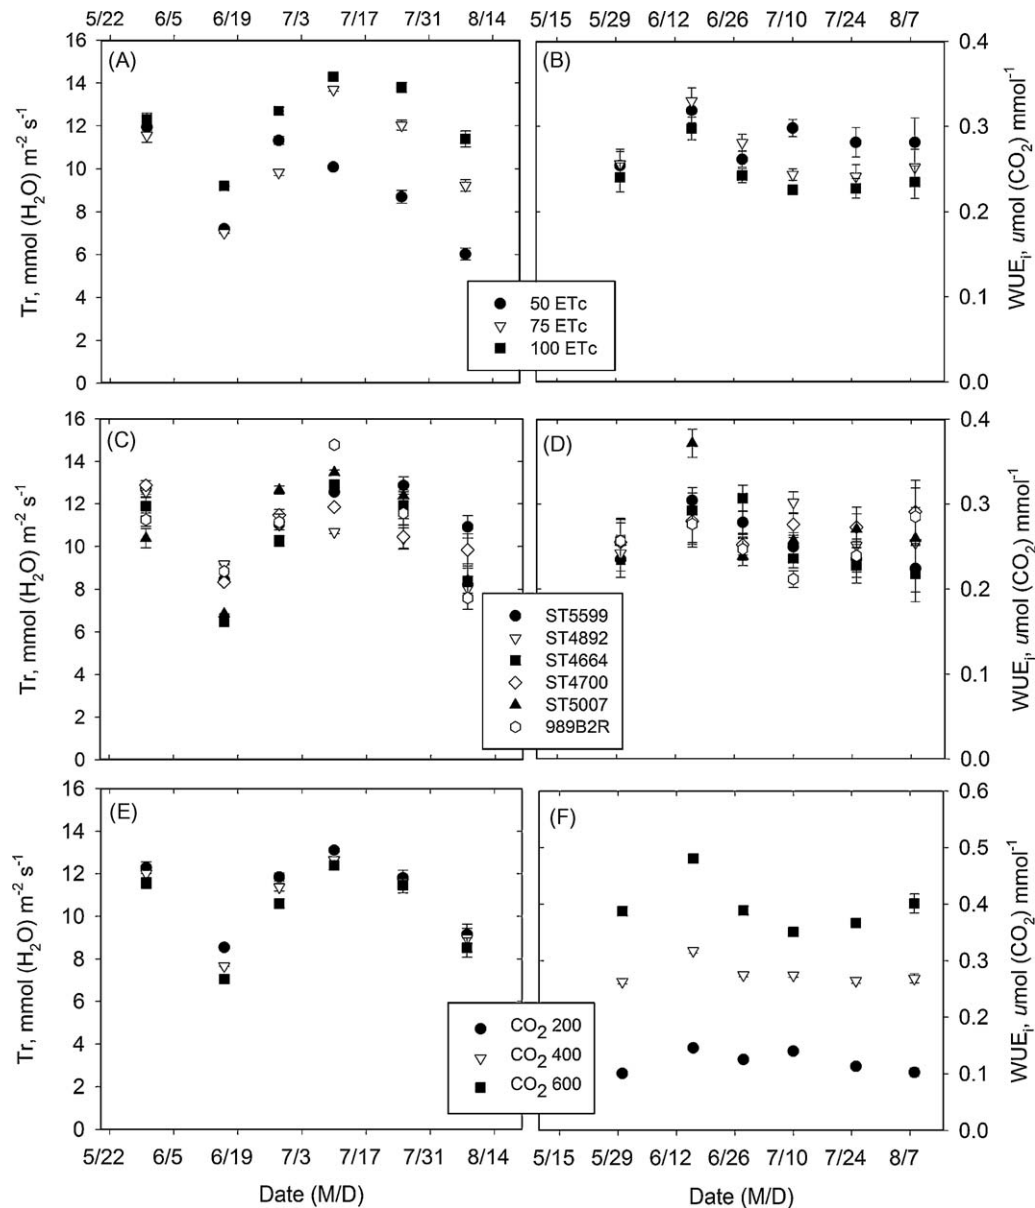 5/22 6/5 6/19 7/3 7/17 7/31 8/14
5/15 5/29 6/12 6/26 7/10 7/24 8/7
(A)
16
14
12
10
8
6
4
2
0
Tr, mmol (H₂O) m⁻² s⁻¹
(B)
0.4
0.3
0.2
0.1
0.0
WUEᵢ, umol (CO₂) mmol⁻¹
50 ETc
75 ETc
100 ETc
(C)
16
14
12
10
8
6
4
2
0
Tr, mmol (H₂O) m⁻² s⁻¹
(D)
0.4
0.3
0.2
0.1
0.0
WUEᵢ, umol (CO₂) mmol⁻¹
ST5599
ST4892
ST4664
ST4700
ST5007
989B2R
(E)
16
14
12
10
8
6
4
2
0
Tr, mmol (H₂O) m⁻² s⁻¹
(F)
0.6
0.5
0.4
0.3
0.2
0.1
0.0
WUEᵢ, umol (CO₂) mmol⁻¹
CO₂ 200
CO₂ 400
CO₂ 600
5/22 6/5 6/19 7/3 7/17 7/31 8/14
5/15 5/29 6/12 6/26 7/10 7/24 8/7
Date (M/D)
Date (M/D)